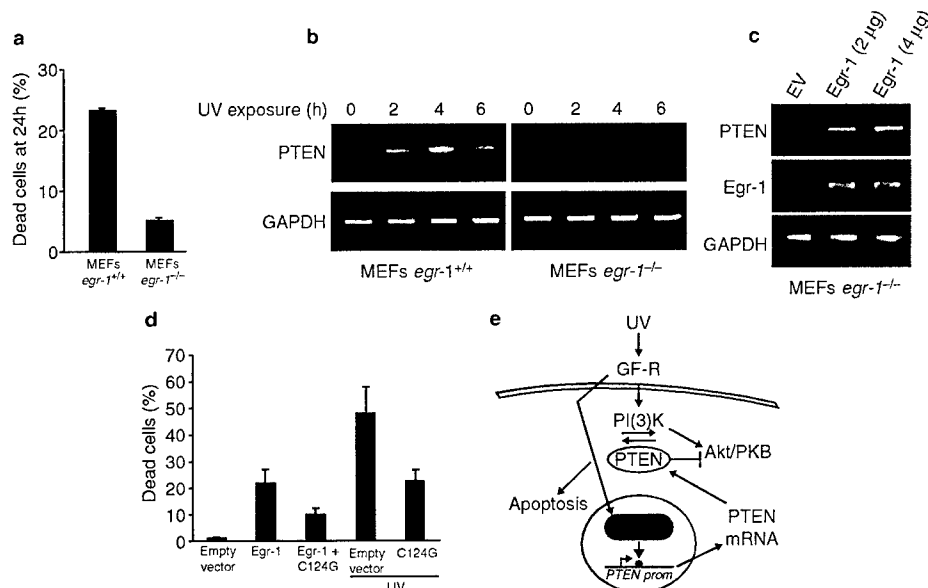 a
Dead cells at 24h (%)
30
20
10
0
MEFs
egr-1+/+
MEFs
egr-1–/–
b
UV exposure (h) 0 2 4 6 0 2 4 6
PTEN
GAPDH
MEFs egr-1+/+ MEFs egr-1–/–
c
EV Egr-1 (2 µg) Egr-1 (4 µg)
PTEN
Egr-1
GAPDH
MEFs egr-1–/–
d
Dead cells (%)
70
60
50
40
30
20
10
0
Empty
vector
Egr-1
Egr-1 +
C124G
Empty
vector
C124G
UV
e
UV
GF-R
PI(3)K
Akt/PKB
PTEN
Apoptosis
PTEN
mRNA
PTEN prom